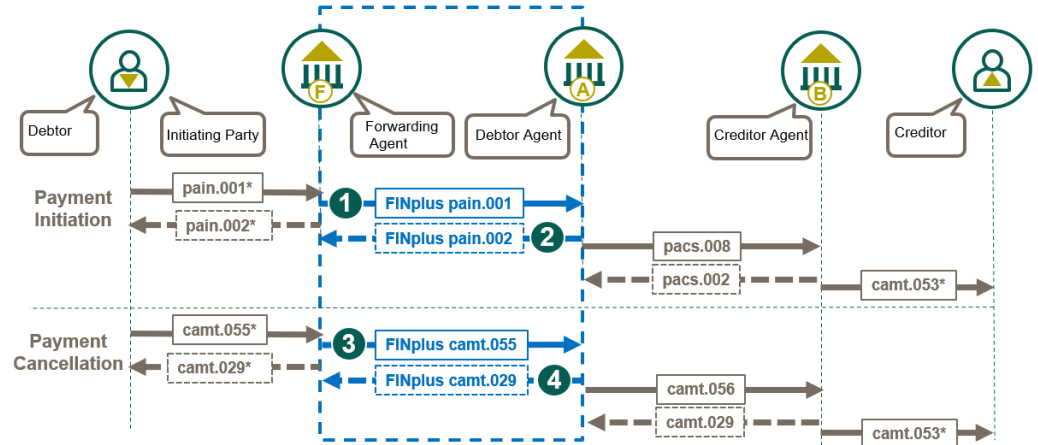 F
A
B
Debtor
Initiating Party
Forwarding
Agent
Debtor Agent
Creditor Agent
Creditor
Payment
Initiation
pain.001*
1
FINplus pain.001
pain.002*
FINplus pain.002
2
pacs.008
pacs.002
camt.053*
Payment
Cancellation
camt.055*
3
FINplus camt.055
camt.029*
FINplus camt.029
4
camt.056
camt.029
camt.053*